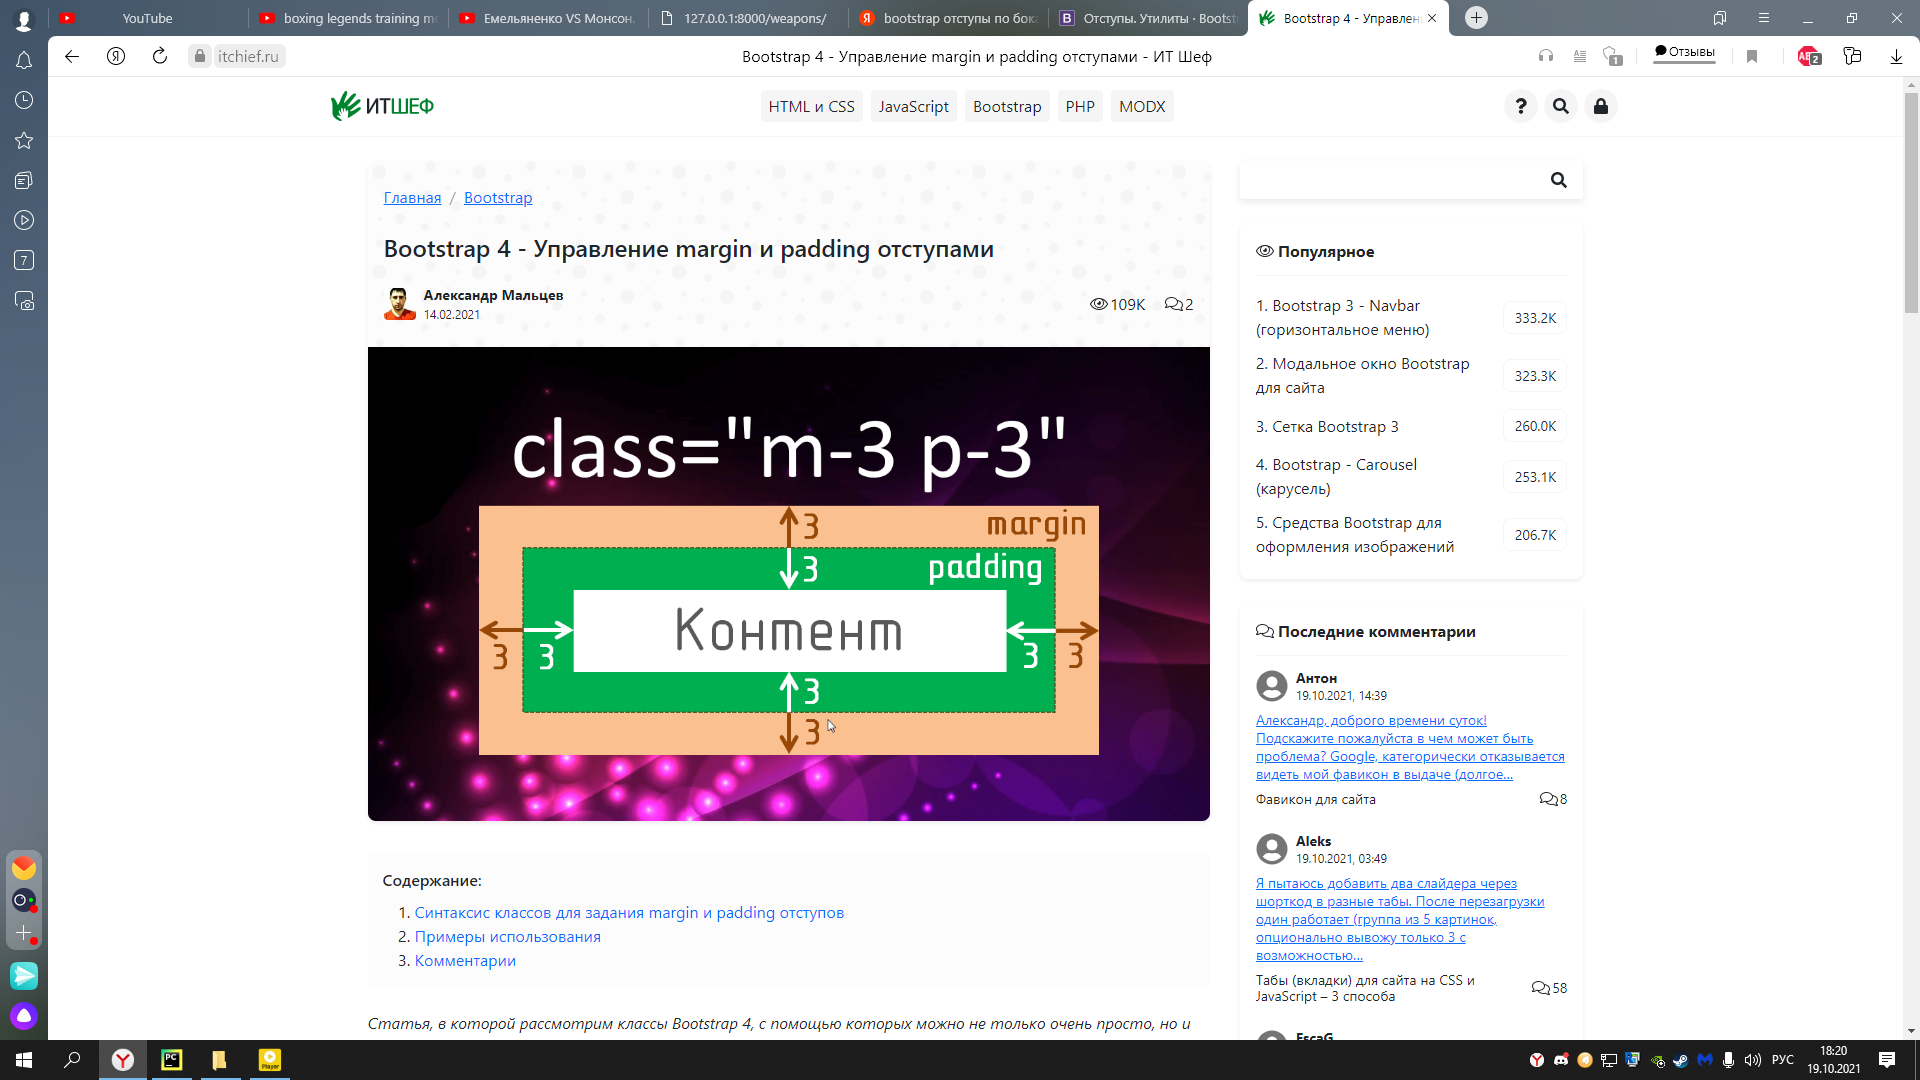 YouTube
boxing legends training mo
Емельяненко VS Монсон.
127.0.0.1:8000/weapons/
bootstrap отступы по бока
Отступы. Утилиты · Bootst
Bootstrap 4 - Управлен
itchief.ru
Bootstrap 4 - Управление margin и padding отступами - ИТ Шеф
1
Отзывы
2
7
ИТШЕФ
HTML и CSS
JavaScript
Bootstrap
PHP
MODX
Главная / Bootstrap
Bootstrap 4 - Управление margin и padding отступами
Александр Мальцев
14.02.2021
109K
2
class="m-3 p-3"
3
margin
3
padding
Контент
3
3
3
3
3
3
Содержание:
1. Синтаксис классов для задания margin и padding отступов
2. Примеры использования
3. Комментарии
Статья, в которой рассмотрим классы Bootstrap 4, с помощью которых можно не только очень просто, но и
Популярное
1. Bootstrap 3 - Navbar
(горизонтальное меню)
333.2K
2. Модальное окно Bootstrap
для сайта
323.3K
3. Сетка Bootstrap 3
260.0K
4. Bootstrap - Carousel
(карусель)
253.1K
5. Средства Bootstrap для
оформления изображений
206.7K
Последние комментарии
Антон
19.10.2021, 14:39
Александр, доброго времени суток!
Подскажите пожалуйста в чем может быть
проблема? Google, категорически отказывается
видеть мой фавикон в выдаче (долгое...
Фавикон для сайта
8
Aleks
19.10.2021, 03:49
Я пытаюсь добавить два слайдера через
шорткод в разные табы. После перезагрузки
один работает (группа из 5 картинок,
опционально вывожу только 3 с
возможностью...
Табы (вкладки) для сайта на CSS и
JavaScript – 3 способа
58
EscaG
PC
Player
РУС
18:20
19.10.2021